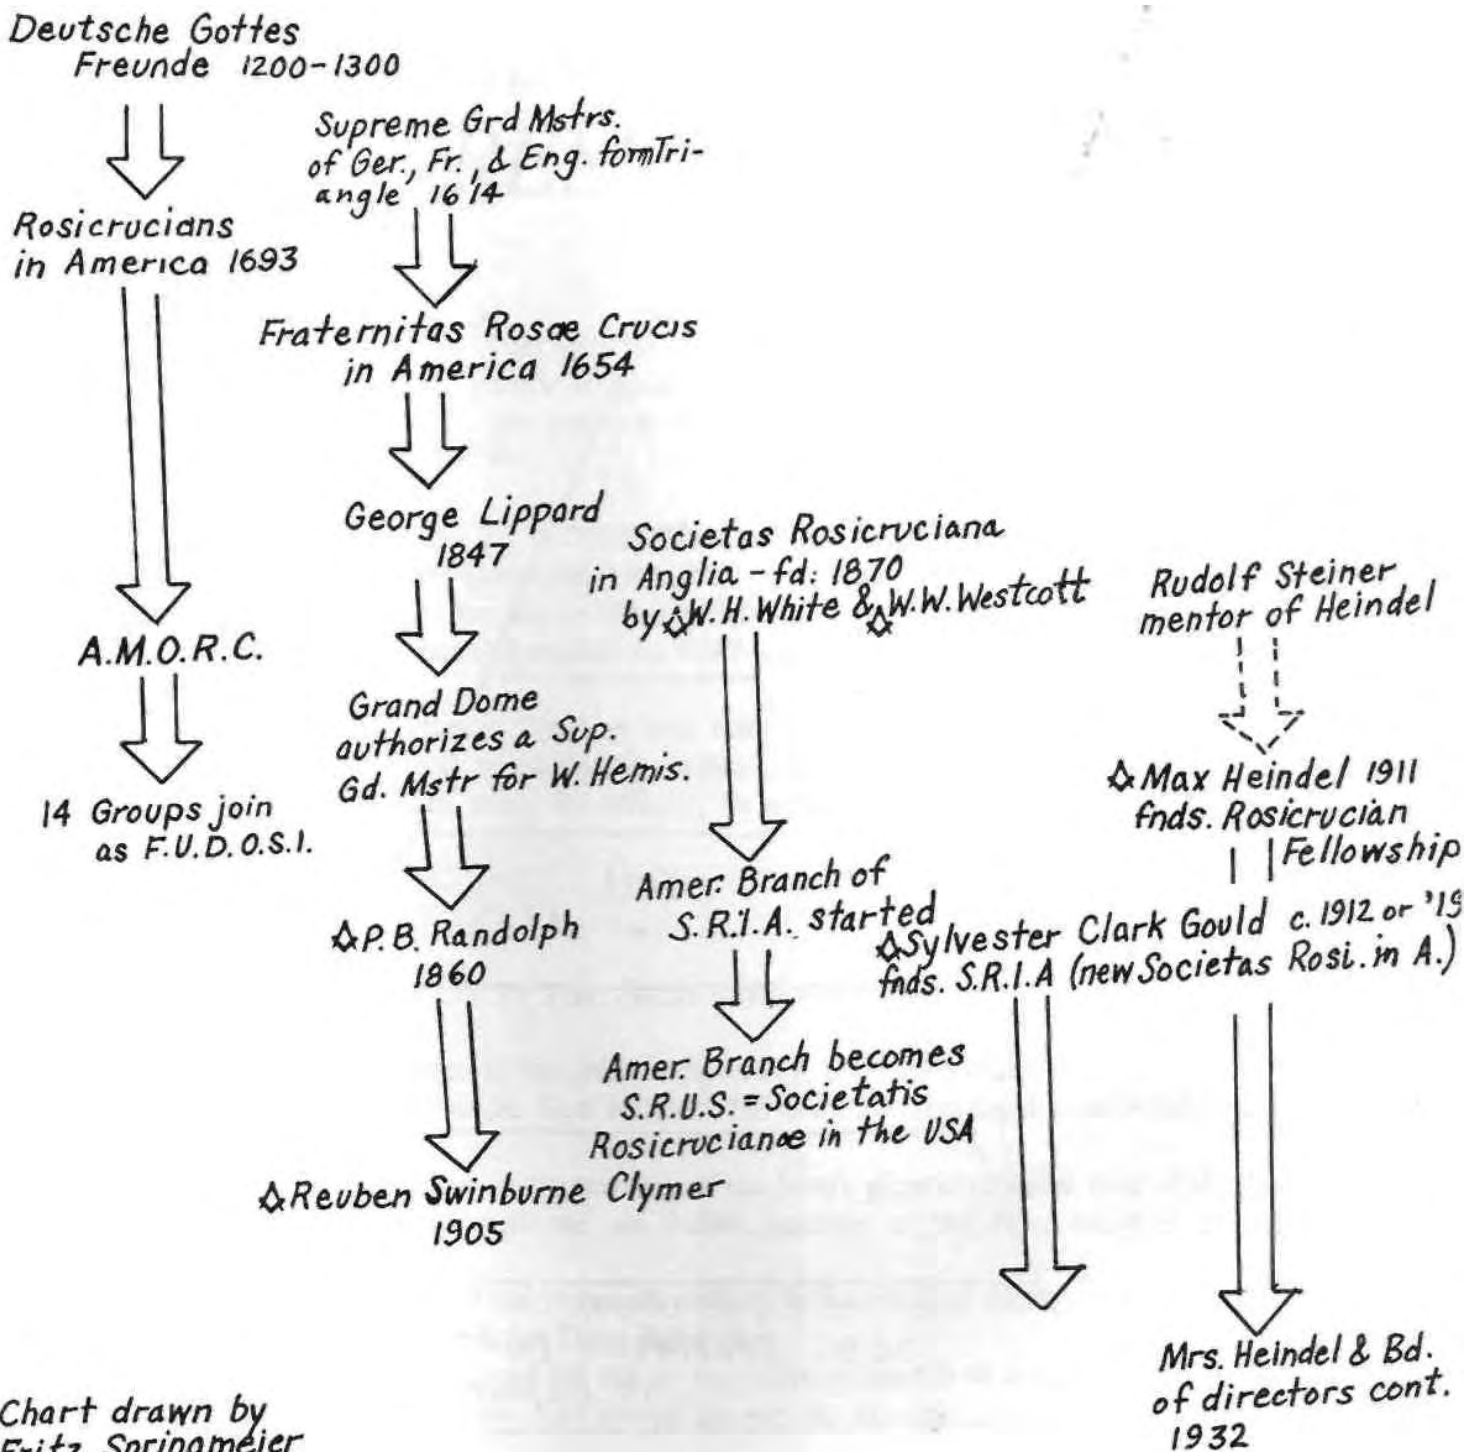 Deutsche Gottes
Freunde 1200-1300
Rosicrucians
in America 1693
A.M.O.R.C.
14 Groups join
as F.U.D.O.S.I.
Supreme Grd Mstrs.
of Ger., Fr., & Eng. form Tri-
angle 1614
Fraternitas Rosae Crucis
in America 1654
George Lippard
1847
Grand Dome
authorizes a Sup.
Gd. Mstr for W. Hemis.
P.B. Randolph
1860
Reuben Swinburne Clymer
1905
Societas Rosicruciana
in Anglia - fd: 1870
by W.H. White & W.W. Westcott
Amer. Branch of
S.R.I.A. started
Amer. Branch becomes
S.R.U.S. = Societatis
Rosicrucianae in the USA
Rudolf Steiner
mentor of Heindel
Max Heindel 1911
fnds. Rosicrucian
Fellowship
Sylvester Clark Gould c. 1912 or '19
fnds. S.R.I.A (new Societas Rosi. in A.)
Mrs. Heindel & Bd.
of directors cont.
1932
Chart drawn by
Fritz Springmeier